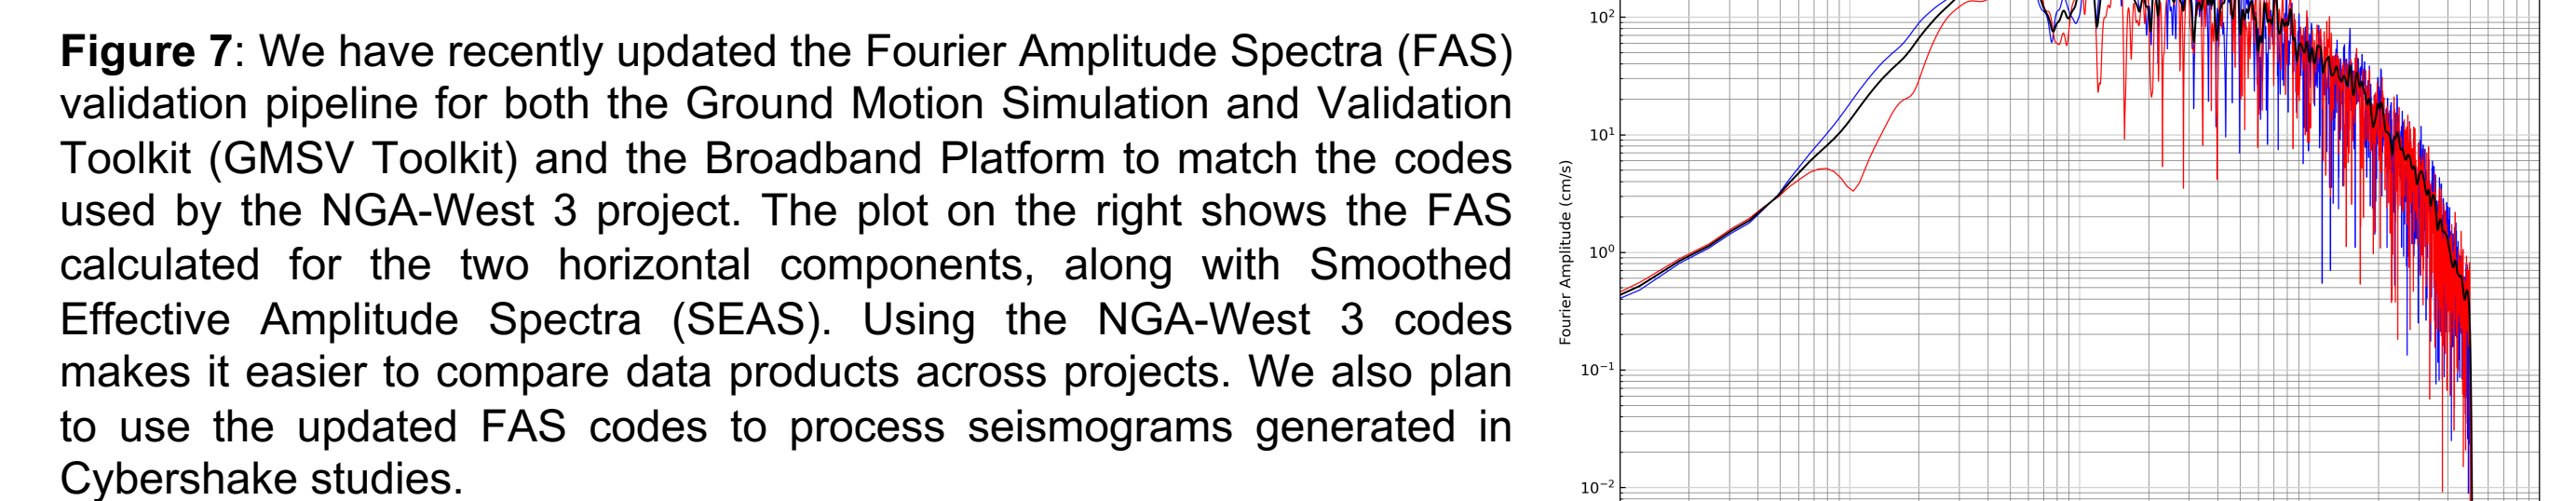 Figure 7: We have recently updated the Fourier Amplitude Spectra (FAS)
validation pipeline for both the Ground Motion Simulation and Validation
Toolkit (GMSV Toolkit) and the Broadband Platform to match the codes
used by the NGA-West 3 project. The plot on the right shows the FAS
calculated for the two horizontal components, along with Smoothed
Effective Amplitude Spectra (SEAS). Using the NGA-West 3 codes
makes it easier to compare data products across projects. We also plan
to use the updated FAS codes to process seismograms generated in
Cybershake studies.
Fourier Amplitude (cm/s)
10²
10¹
10⁰
10⁻¹
10⁻²